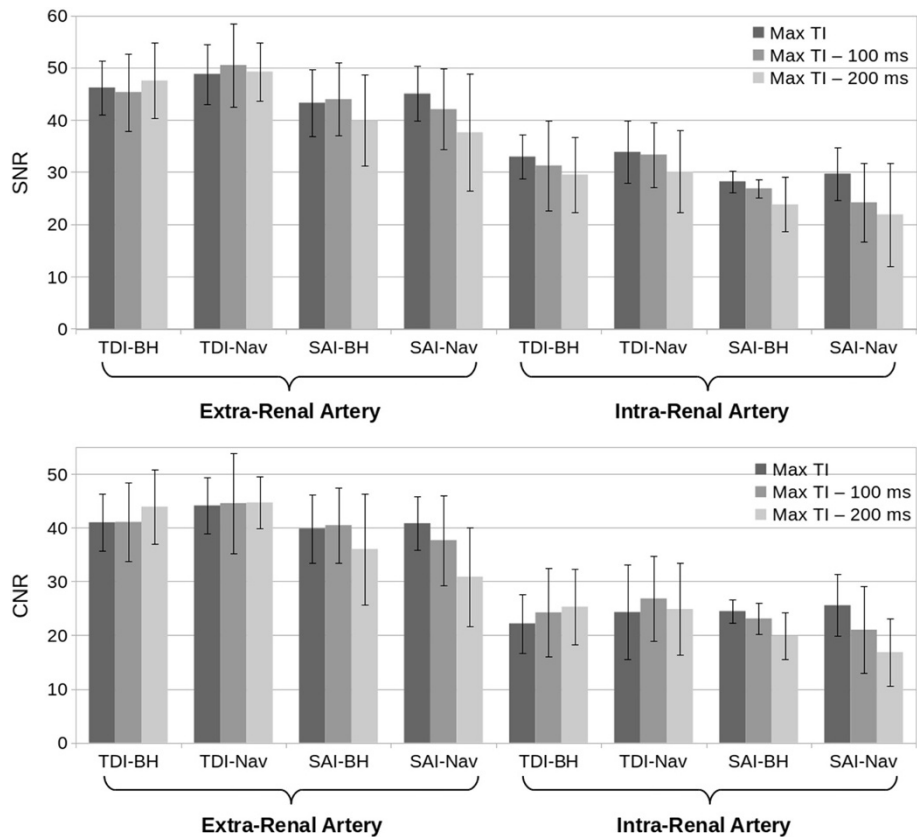 60
50
40
30
20
10
0
SNR
Max TI
Max TI – 100 ms
Max TI – 200 ms
TDI-BH TDI-Nav SAI-BH SAI-Nav TDI-BH TDI-Nav SAI-BH SAI-Nav
Extra-Renal Artery Intra-Renal Artery
50
40
30
20
10
0
CNR
Max TI
Max TI – 100 ms
Max TI – 200 ms
TDI-BH TDI-Nav SAI-BH SAI-Nav TDI-BH TDI-Nav SAI-BH SAI-Nav
Extra-Renal Artery Intra-Renal Artery